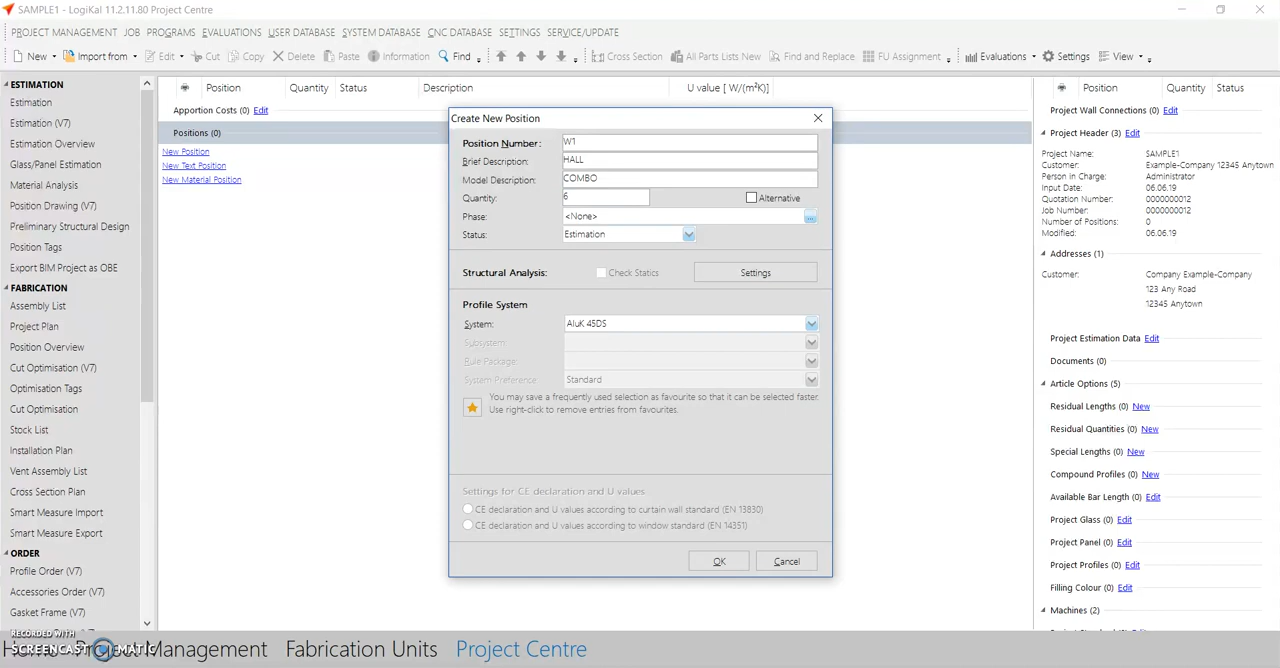 SAMPLE1 - LogiKal 11.2.11.80 Project Centre
PROJECT MANAGEMENT JOB PROGRAMS EVALUATIONS USER DATABASE SYSTEM DATABASE CNC DATABASE SETTINGS SERVICE/UPDATE
New Import from Edit Cut Copy Delete Paste Information Find Cross Section All Parts Lists New Find and Replace FU Assignment Evaluations Settings View
ESTIMATION
Estimation
Estimation (V7)
Estimation Overview
Glass/Panel Estimation
Material Analysis
Position Drawing (V7)
Preliminary Structural Design
Position Tags
Export BIM Project as OBE
FABRICATION
Assembly List
Project Plan
Position Overview
Cut Optimisation (V7)
Optimisation Tags
Cut Optimisation
Stock List
Installation Plan
Vent Assembly List
Cross Section Plan
Smart Measure Import
Smart Measure Export
ORDER
Profile Order (V7)
Accessories Order (V7)
Gasket Frame (V7)
Position Quantity Status Description U value [ W/(m²K)]
Apportion Costs (0) Edit
Positions (0)
New Position
New Text Position
New Material Position
Create New Position
Position Number: W1
Brief Description: HALL
Model Description: COMBO
Quantity: 6 Alternative
Phase: <None> ...
Status: Estimation
Structural Analysis: Check Statics Settings
Profile System
System: AluK 45DS
Subsystem:
Rule Package:
System Preference: Standard
You may save a frequently used selection as favourite so that it can be selected faster.
Use right-click to remove entries from favourites.
Settings for CE declaration and U values
CE declaration and U values according to curtain wall standard (EN 13830)
CE declaration and U values according to window standard (EN 14351)
OK Cancel
Position Quantity Status
Project Wall Connections (0) Edit
Project Header (3) Edit
Project Name: SAMPLE1
Customer: Example-Company 12345 Anytown
Person in Charge: Administrator
Input Date: 06.06.19
Quotation Number: 0000000012
Job Number: 0000000012
Number of Positions: 0
Modified: 06.06.19
Addresses (1)
Customer: Company Example-Company
123 Any Road
12345 Anytown
Project Estimation Data Edit
Documents (0)
Article Options (5)
Residual Lengths (0) New
Residual Quantities (0) New
Special Lengths (0) New
Compound Profiles (0) New
Available Bar Length (0) Edit
Project Glass (0) Edit
Project Panel (0) Edit
Project Profiles (0) Edit
Filling Colour (0) Edit
Machines (2)
RECORDED WITH
SCREENCAST MATIC
Home Project Management Fabrication Units Project Centre